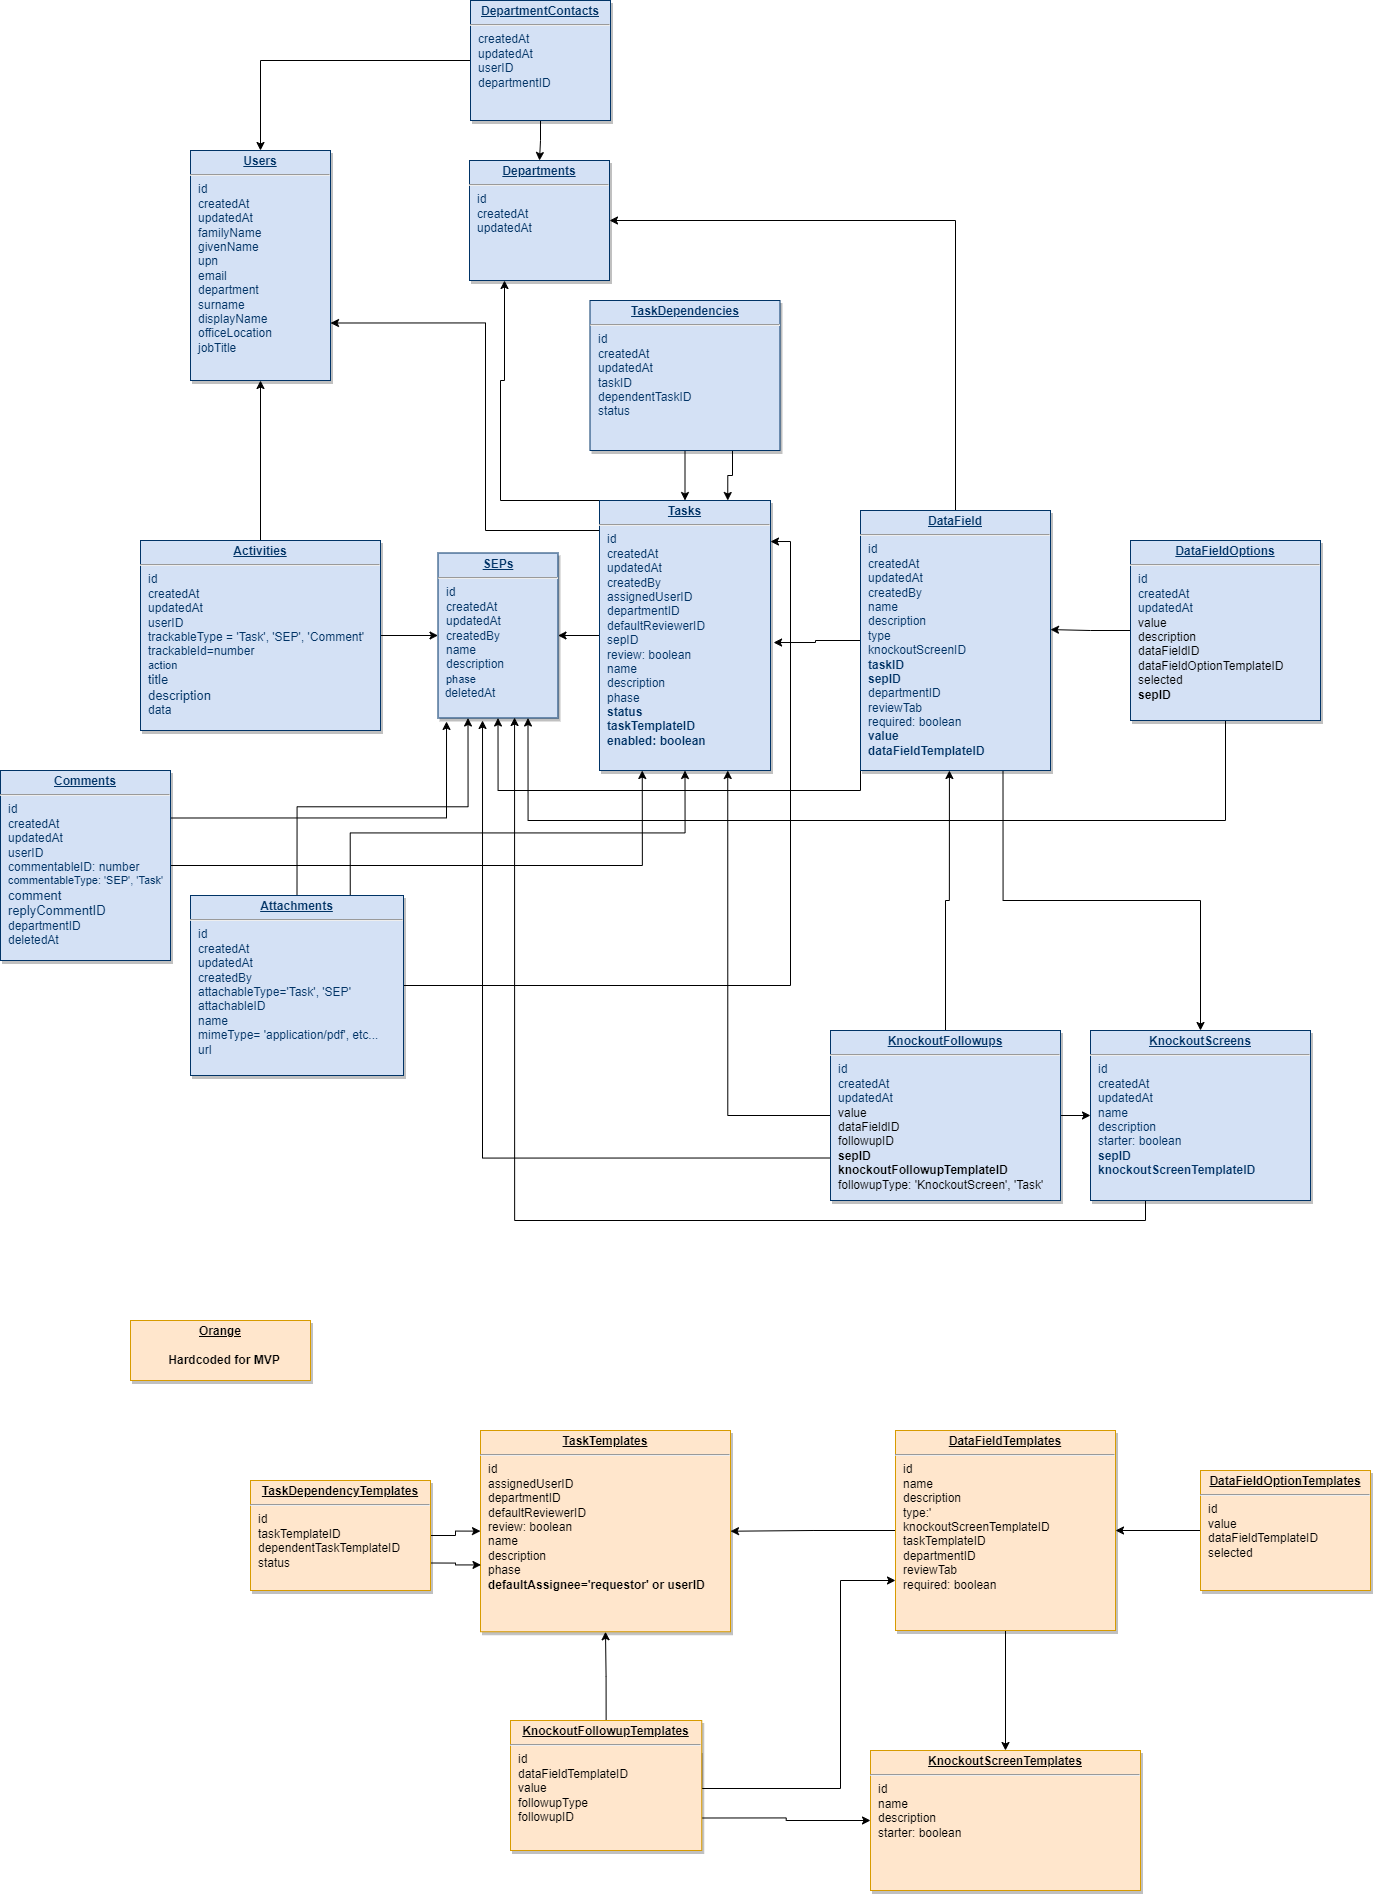 DepartmentContacts
createdAt
updatedAt
userID
departmentID
Users
id
createdAt
updatedAt
familyName
givenName
upn
email
department
surname
displayName
officeLocation
jobTitle
Departments
id
createdAt
updatedAt
TaskDependencies
id
createdAt
updatedAt
taskID
dependentTaskID
status
Activities
id
createdAt
updatedAt
userID
trackableType = 'Task', 'SEP', 'Comment'
trackableId=number
action
title
description
data
SEPs
id
createdAt
updatedAt
createdBy
name
description
phase
deletedAt
Tasks
id
createdAt
updatedAt
createdBy
assignedUserID
departmentID
defaultReviewerID
sepID
review: boolean
name
description
phase
status
taskTemplateID
enabled: boolean
DataField
id
createdAt
updatedAt
createdBy
name
description
type
knockoutScreenID
taskID
sepID
departmentID
reviewTab
required: boolean
value
dataFieldTemplateID
DataFieldOptions
id
createdAt
updatedAt
value
description
dataFieldID
dataFieldOptionTemplateID
selected
sepID
Comments
id
createdAt
updatedAt
userID
commentableID: number
commentableType: 'SEP', 'Task'
comment
replyCommentID
departmentID
deletedAt
Attachments
id
createdAt
updatedAt
createdBy
attachableType='Task', 'SEP'
attachableID
name
mimeType= 'application/pdf', etc...
url
KnockoutFollowups
id
createdAt
updatedAt
value
dataFieldID
followupID
sepID
knockoutFollowupTemplateID
followupType: 'KnockoutScreen', 'Task'
KnockoutScreens
id
createdAt
updatedAt
name
description
starter: boolean
sepID
knockoutScreenTemplateID
Orange
Hardcoded for MVP
TaskDependencyTemplates
id
taskTemplateID
dependentTaskTemplateID
status
TaskTemplates
id
assignedUserID
departmentID
defaultReviewerID
review: boolean
name
description
phase
defaultAssignee='requestor' or userID
DataFieldTemplates
id
name
description
type:'
knockoutScreenTemplateID
taskTemplateID
departmentID
reviewTab
required: boolean
DataFieldOptionTemplates
id
value
dataFieldTemplateID
selected
KnockoutFollowupTemplates
id
dataFieldTemplateID
value
followupType
followupID
KnockoutScreenTemplates
id
name
description
starter: boolean